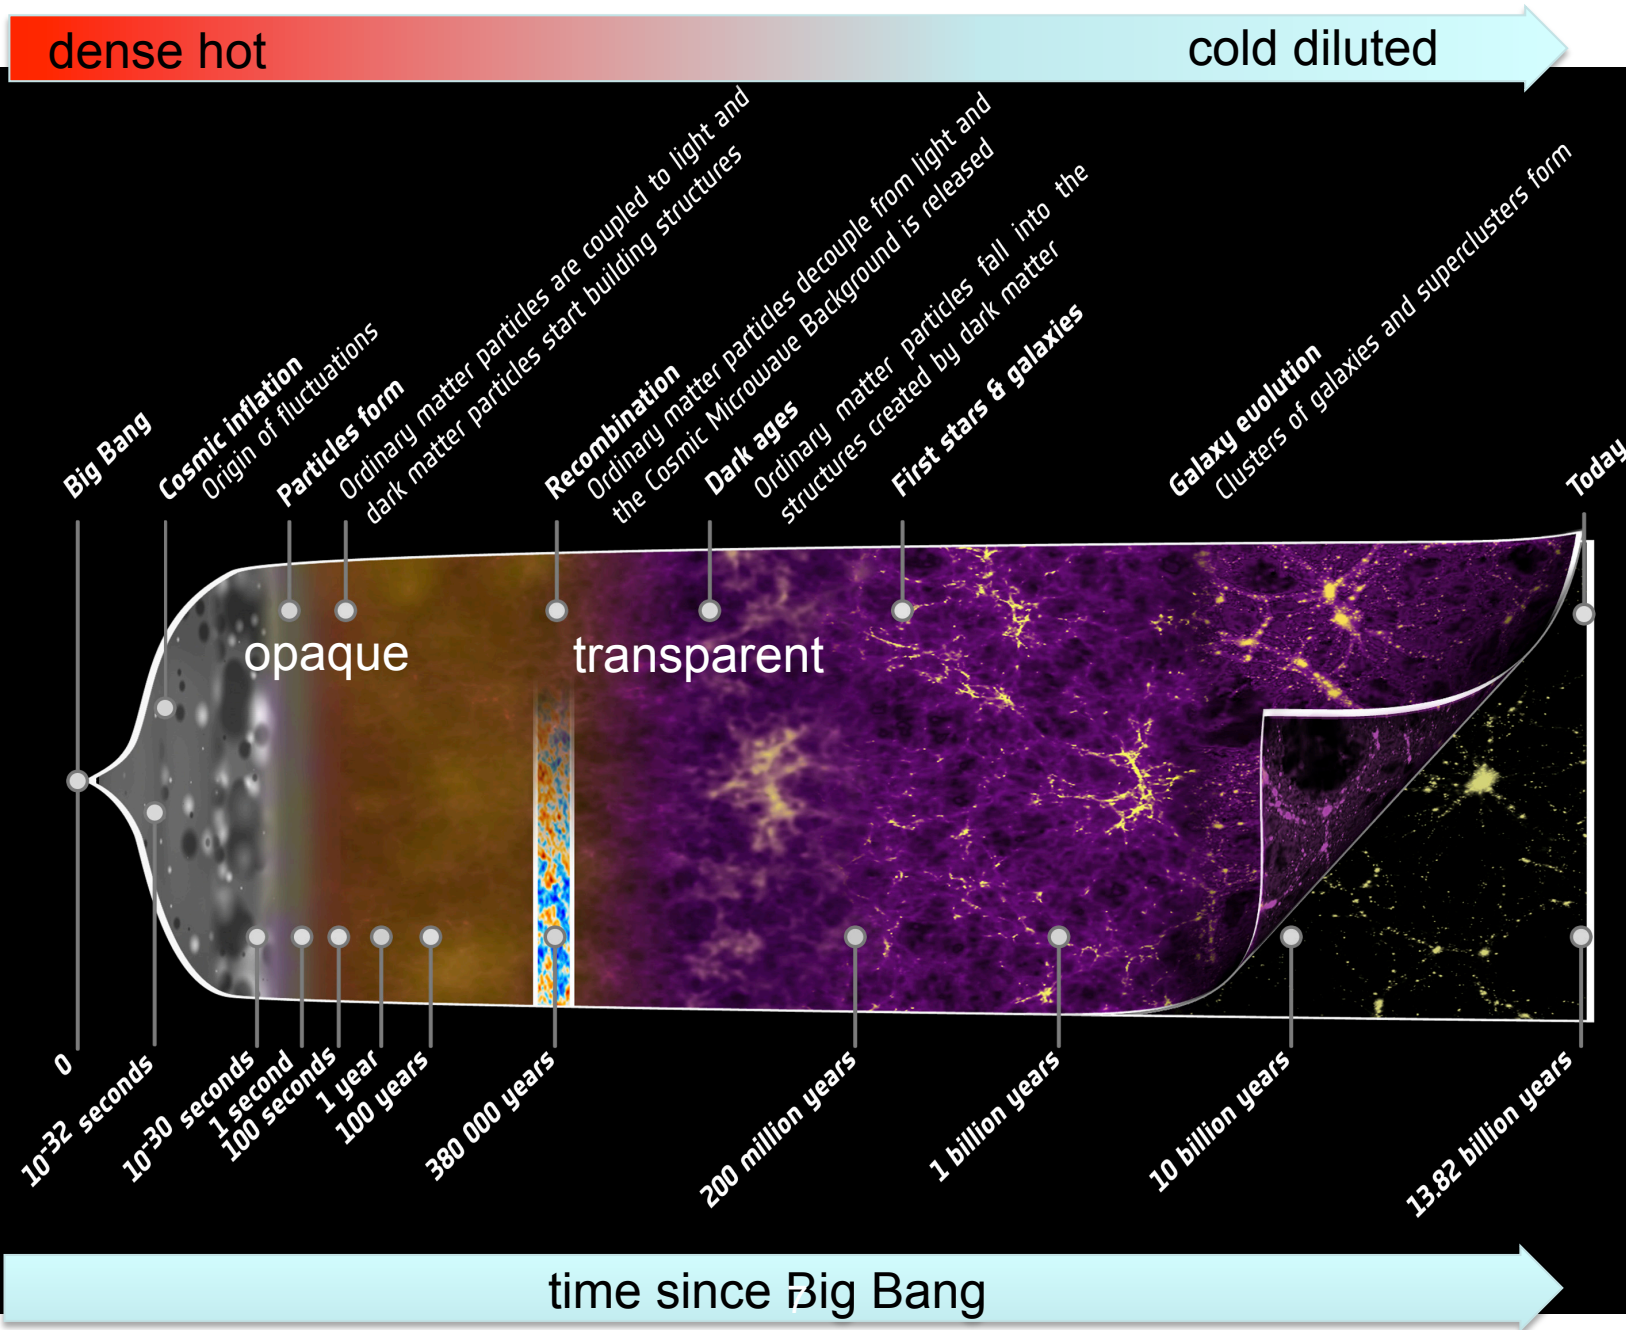 dense hot
cold diluted
Big Bang
Cosmic inflation
Origin of fluctuations
Particles form
Ordinary matter particles are coupled to light and
dark matter particles start building structures
Recombination
Ordinary matter particles decouple from light and
the Cosmic Microwave Background is released
Dark ages
Ordinary matter particles fall into the
structures created by dark matter
First stars & galaxies
Galaxy evolution
Clusters of galaxies and superclusters form
Today
opaque
transparent
0
10-32 seconds
10-30 seconds
1 second
100 seconds
1 year
100 years
380 000 years
200 million years
1 billion years
10 billion years
13.82 billion years
time since Big Bang
7